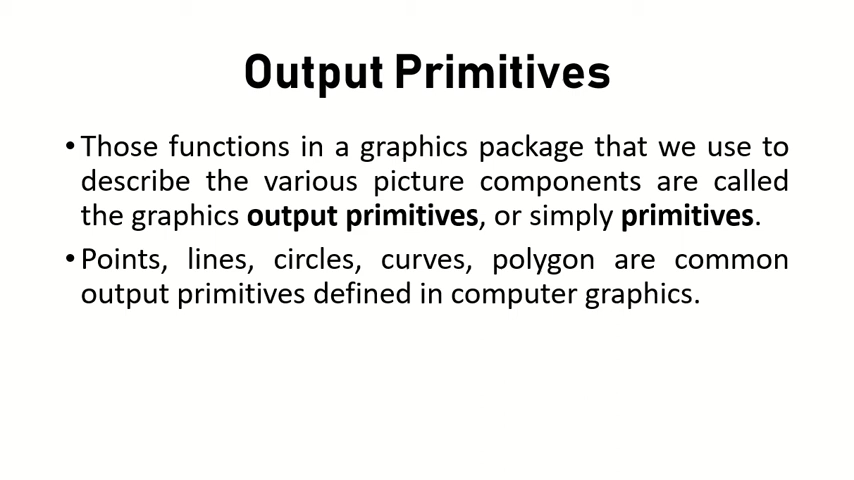 Output Primitives
• Those functions in a graphics package that we use to
describe the various picture components are called
the graphics output primitives, or simply primitives.
• Points, lines, circles, curves, polygon are common
output primitives defined in computer graphics.